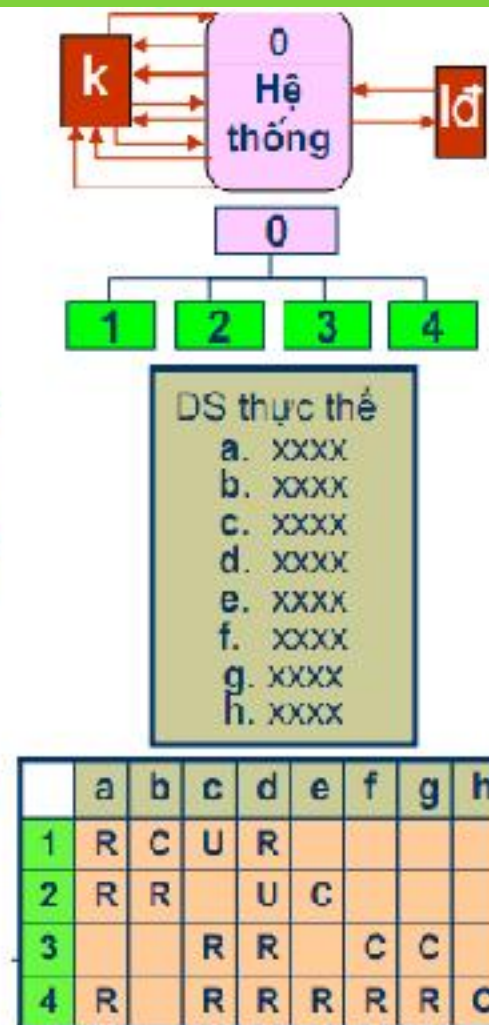 k
0
Hệ
thống
lđ
0
1 2 3 4
DS thực thể
a. xxxx
b. xxxx
c. xxxx
d. xxxx
e. xxxx
f. xxxx
g. xxxx
h. xxxx
a b c d e f g h
1 R C U R
2 R R U C
3 R R C C
4 R R R R R R C